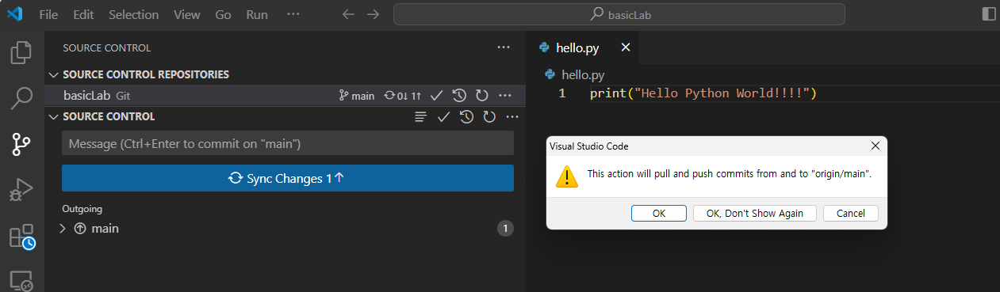 File Edit Selection View Go Run ... basicLab
SOURCE CONTROL ...
SOURCE CONTROL REPOSITORIES
basicLab Git main 0↓ 1↑ ...
SOURCE CONTROL ...
Message (Ctrl+Enter to commit on "main")
Sync Changes 1↑
Outgoing
main 1
hello.py
hello.py
1 print("Hello Python World!!!!")
Visual Studio Code
This action will pull and push commits from and to "origin/main".
OK OK, Don't Show Again Cancel